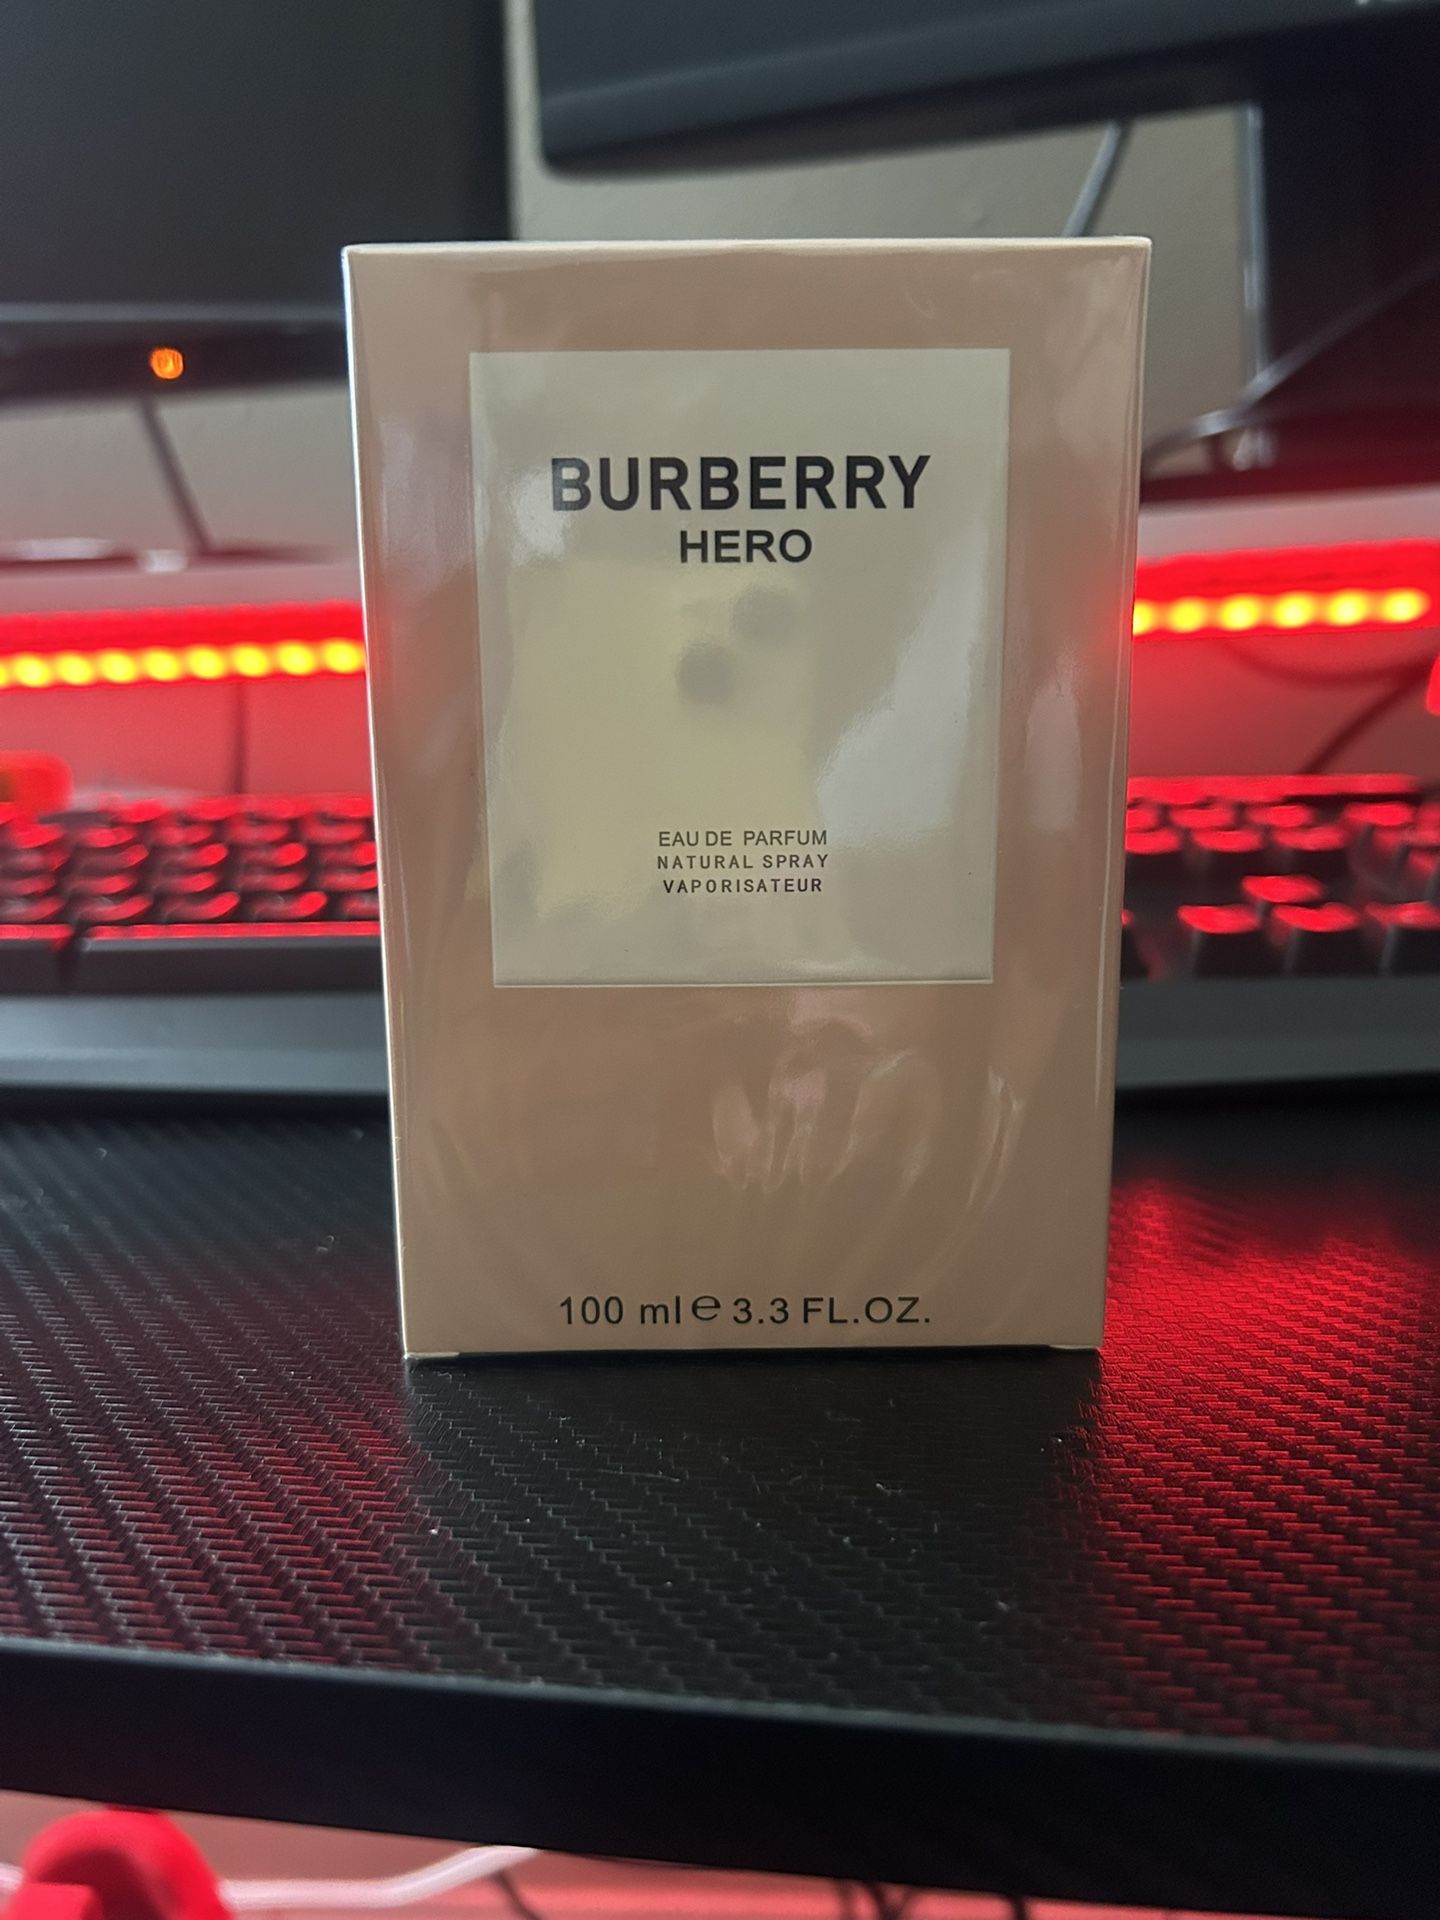 BURBERRY
HERO
EAU DE PARFUM
NATURAL SPRAY
VAPORISATEUR
100 ml e 3.3 FL.OZ.